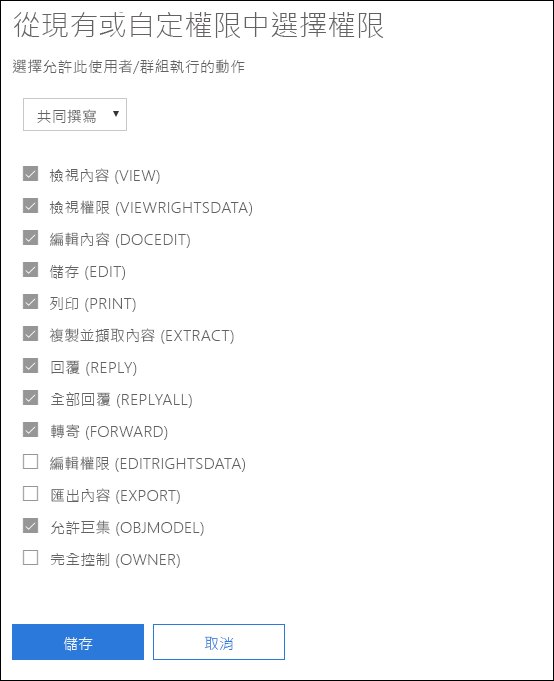 從現有或自定權限中選擇權限
選擇允許此使用者/群組執行的動作
共同撰寫
檢視內容 (VIEW)
檢視權限 (VIEWRIGHTSDATA)
編輯內容 (DOCEDIT)
儲存 (EDIT)
列印 (PRINT)
複製並擷取內容 (EXTRACT)
回覆 (REPLY)
全部回覆 (REPLYALL)
轉寄 (FORWARD)
編輯權限 (EDITRIGHTSDATA)
匯出內容 (EXPORT)
允許巨集 (OBJMODEL)
完全控制 (OWNER)
儲存 取消